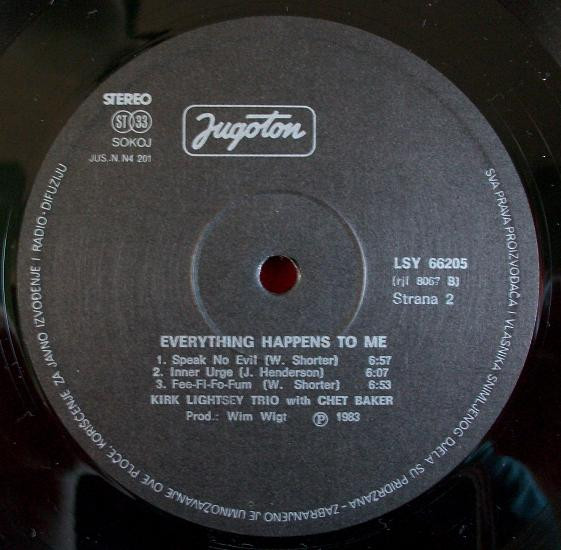 STEREO
ST 33
SOKOJ
JUS.N.N4 201
Jugoton
LSY 66205
(rjl 8067 B)
Strana 2
EVERYTHING HAPPENS TO ME
1. Speak No Evil (W. Shorter) 6:57
2. Inner Urge (J. Henderson) 6:07
3. Fee-Fi-Fo-Fum (W. Shorter) 6:53
KIRK LIGHTSEY TRIO with CHET BAKER
Prod.: Wim Wigt Ⓟ 1983
SVA PRAVA PROIZVOĐAČA I VLASNIKA SNIMLJENOG DJELA SU PRIDRŽANA - ZABRANJENO JE UMNOŽAVANJE OVE PLOČE, KORIŠĆENJE ZA JAVNO IZVOĐENJE I RADIO-DIFUZIJU